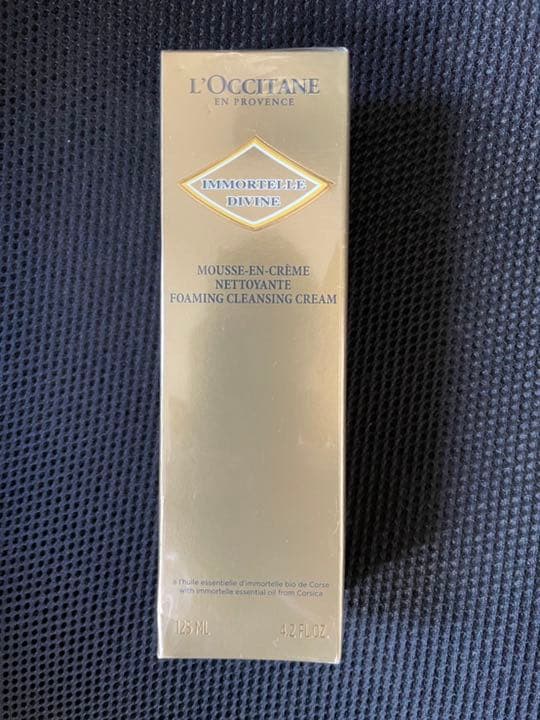 L'OCCITANE
EN PROVENCE
IMMORTELLE
DIVINE
MOUSSE-EN-CRÈME
NETTOYANTE
FOAMING CLEANSING CREAM
à l'huile essentielle d'immortelle bio de Corse
with immortelle essential oil from Corsica
125 ML 4.2 FL OZ.